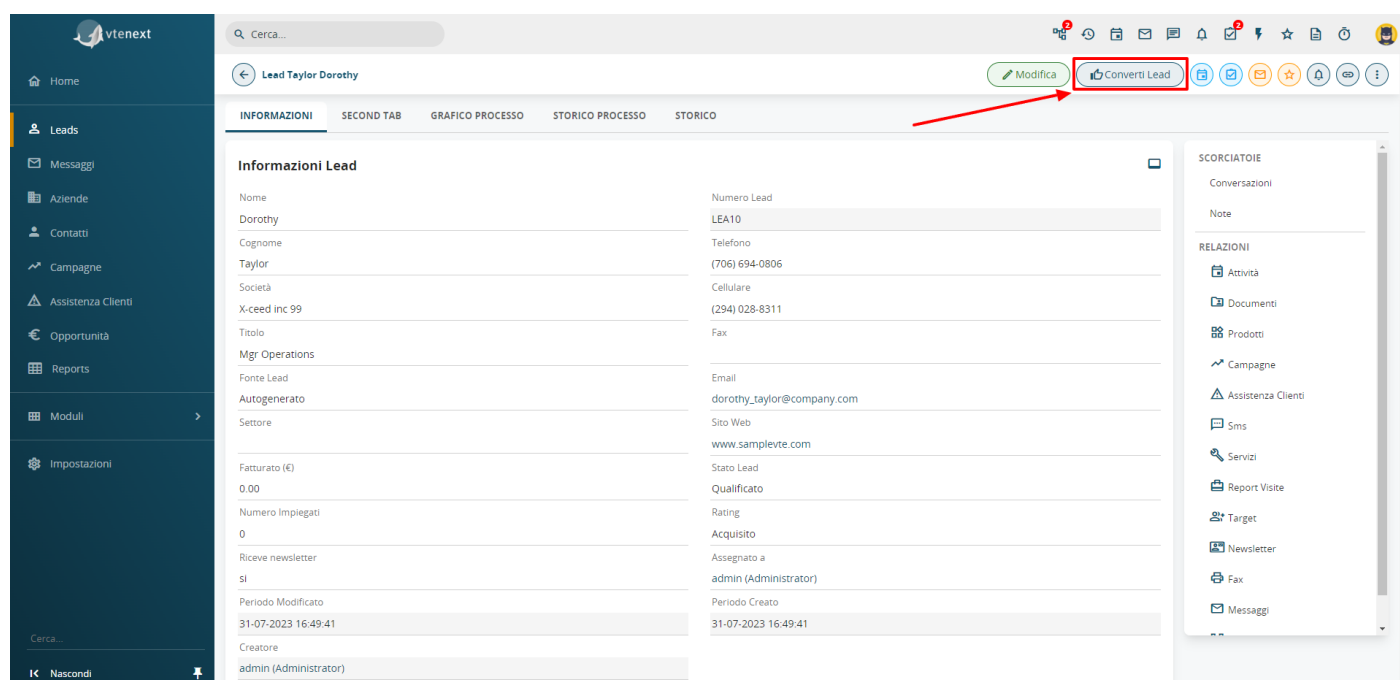 vtenext
Cerca...
2
2
Home
Leads
Messaggi
Aziende
Contatti
Campagne
Assistenza Clienti
€ Opportunità
Reports
Moduli
Impostazioni
Cerca...
Nascondi
Lead Taylor Dorothy
Modifica
Converti Lead
INFORMAZIONI SECOND TAB GRAFICO PROCESSO STORICO PROCESSO STORICO
Informazioni Lead
Nome
Dorothy
Numero Lead
LEA10
Cognome
Taylor
Telefono
(706) 694-0806
Società
X-ceed inc 99
Cellulare
(294) 028-8311
Titolo
Mgr Operations
Fax
Fonte Lead
Autogenerato
Email
dorothy_taylor@company.com
Settore
Sito Web
www.samplevte.com
Fatturato (€)
0.00
Stato Lead
Qualificato
Numero Impiegati
0
Rating
Acquisito
Riceve newsletter
si
Assegnato a
admin (Administrator)
Periodo Modificato
31-07-2023 16:49:41
Periodo Creato
31-07-2023 16:49:41
Creatore
admin (Administrator)
SCORCIATOIE
Conversazioni
Note
RELAZIONI
Attività
Documenti
Prodotti
Campagne
Assistenza Clienti
Sms
Servizi
Report Visite
Target
Newsletter
Fax
Messaggi